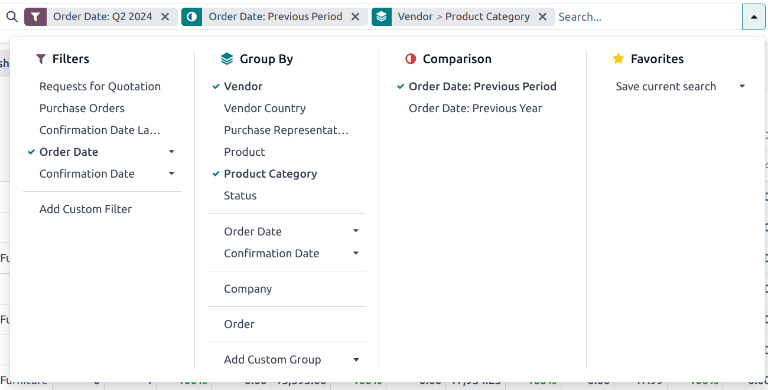 Order Date: Q2 2024 Order Date: Previous Period Vendor > Product Category Search...
Filters
Requests for Quotation
Purchase Orders
Confirmation Date La...
Order Date
Confirmation Date
Add Custom Filter
Group By
Vendor
Vendor Country
Purchase Representat...
Product
Product Category
Status
Order Date
Confirmation Date
Company
Order
Add Custom Group
Comparison
Order Date: Previous Period
Order Date: Previous Year
Favorites
Save current search